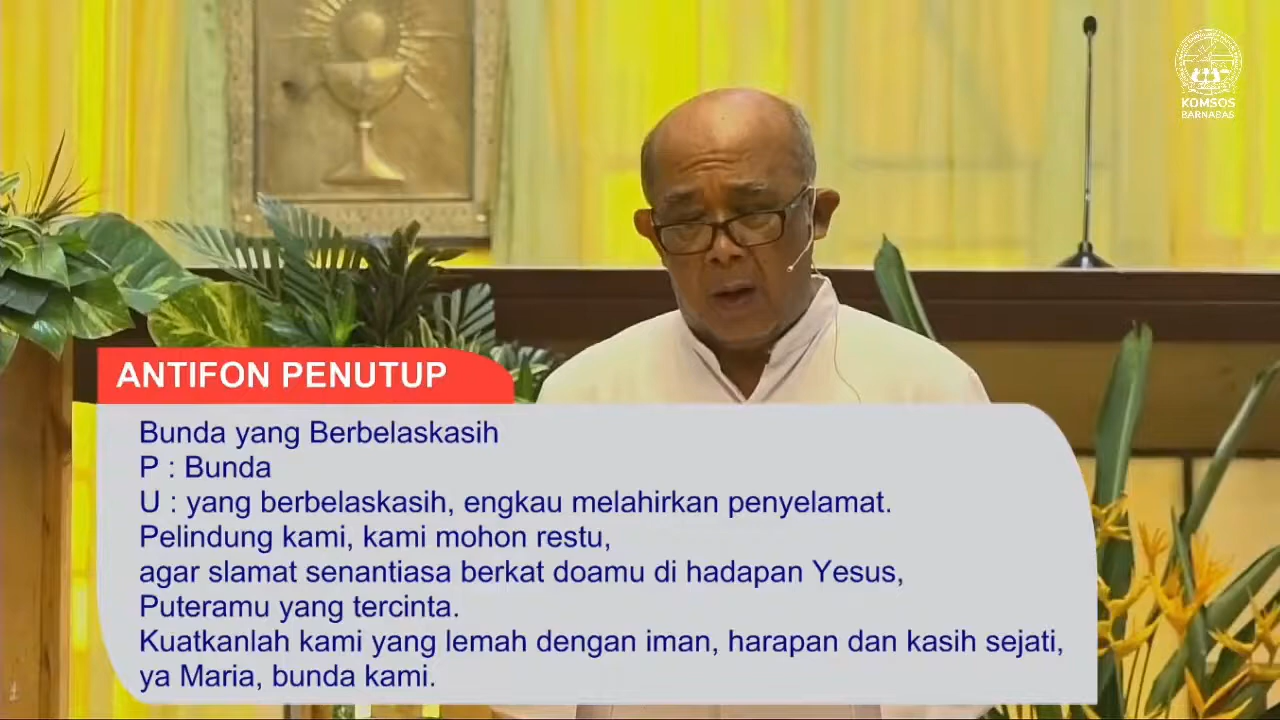 KOMSOS
BARNABAS
ANTIFON PENUTUP
Bunda yang Berbelaskasih
P : Bunda
U : yang berbelaskasih, engkau melahirkan penyelamat.
Pelindung kami, kami mohon restu,
agar slamat senantiasa berkat doamu di hadapan Yesus,
Puteramu yang tercinta.
Kuatkanlah kami yang lemah dengan iman, harapan dan kasih sejati,
ya Maria, bunda kami.